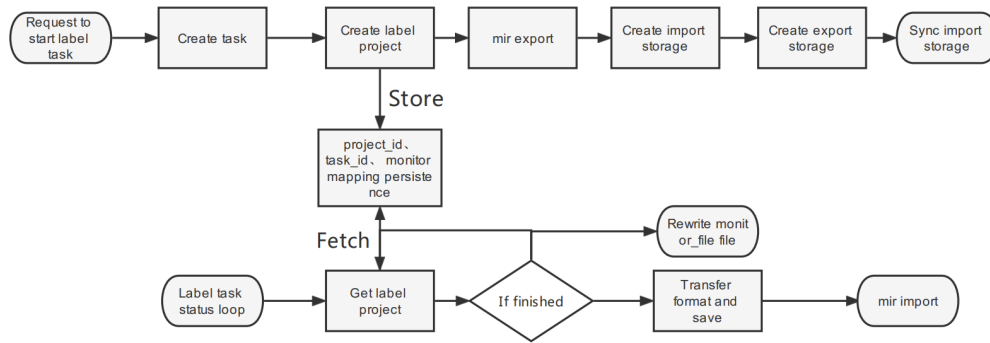 Request to
start label
task
Create task
Create label
project
mir export
Create import
storage
Create export
storage
Sync import
storage
Store
project_id、
task_id、 monitor
mapping persiste
nce
Fetch
Rewrite monit
or_file file
Label task
status loop
Get label
project
If finished
Transfer
format and
save
mir import